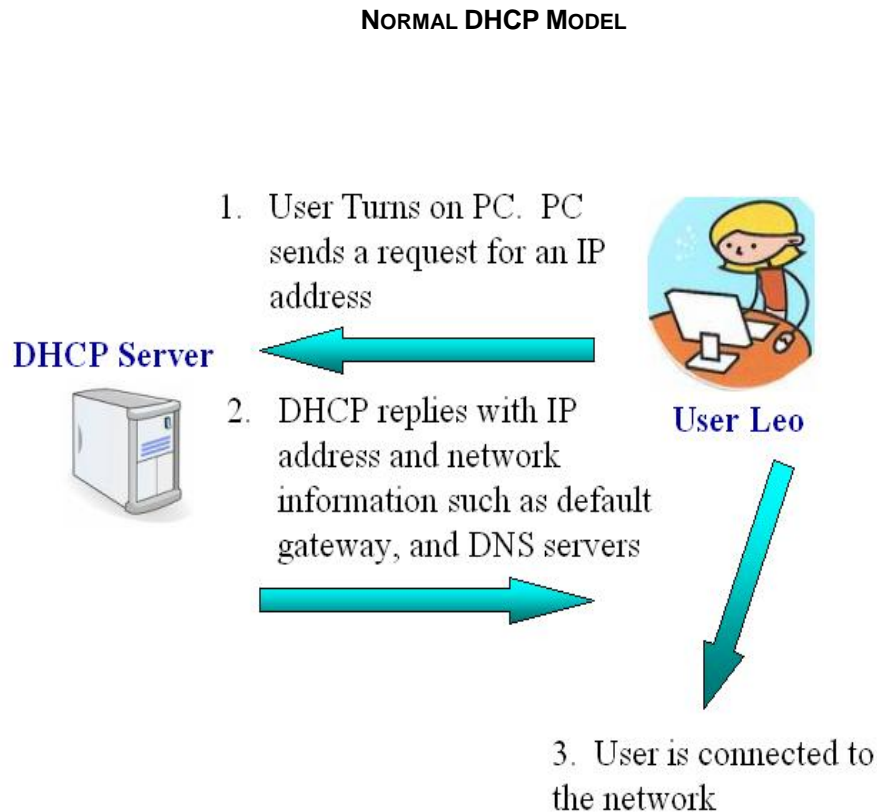 NORMAL DHCP MODEL
1. User Turns on PC. PC
sends a request for an IP
address
DHCP Server
2. DHCP replies with IP
address and network
information such as default
gateway, and DNS servers
User Leo
3. User is connected to
the network